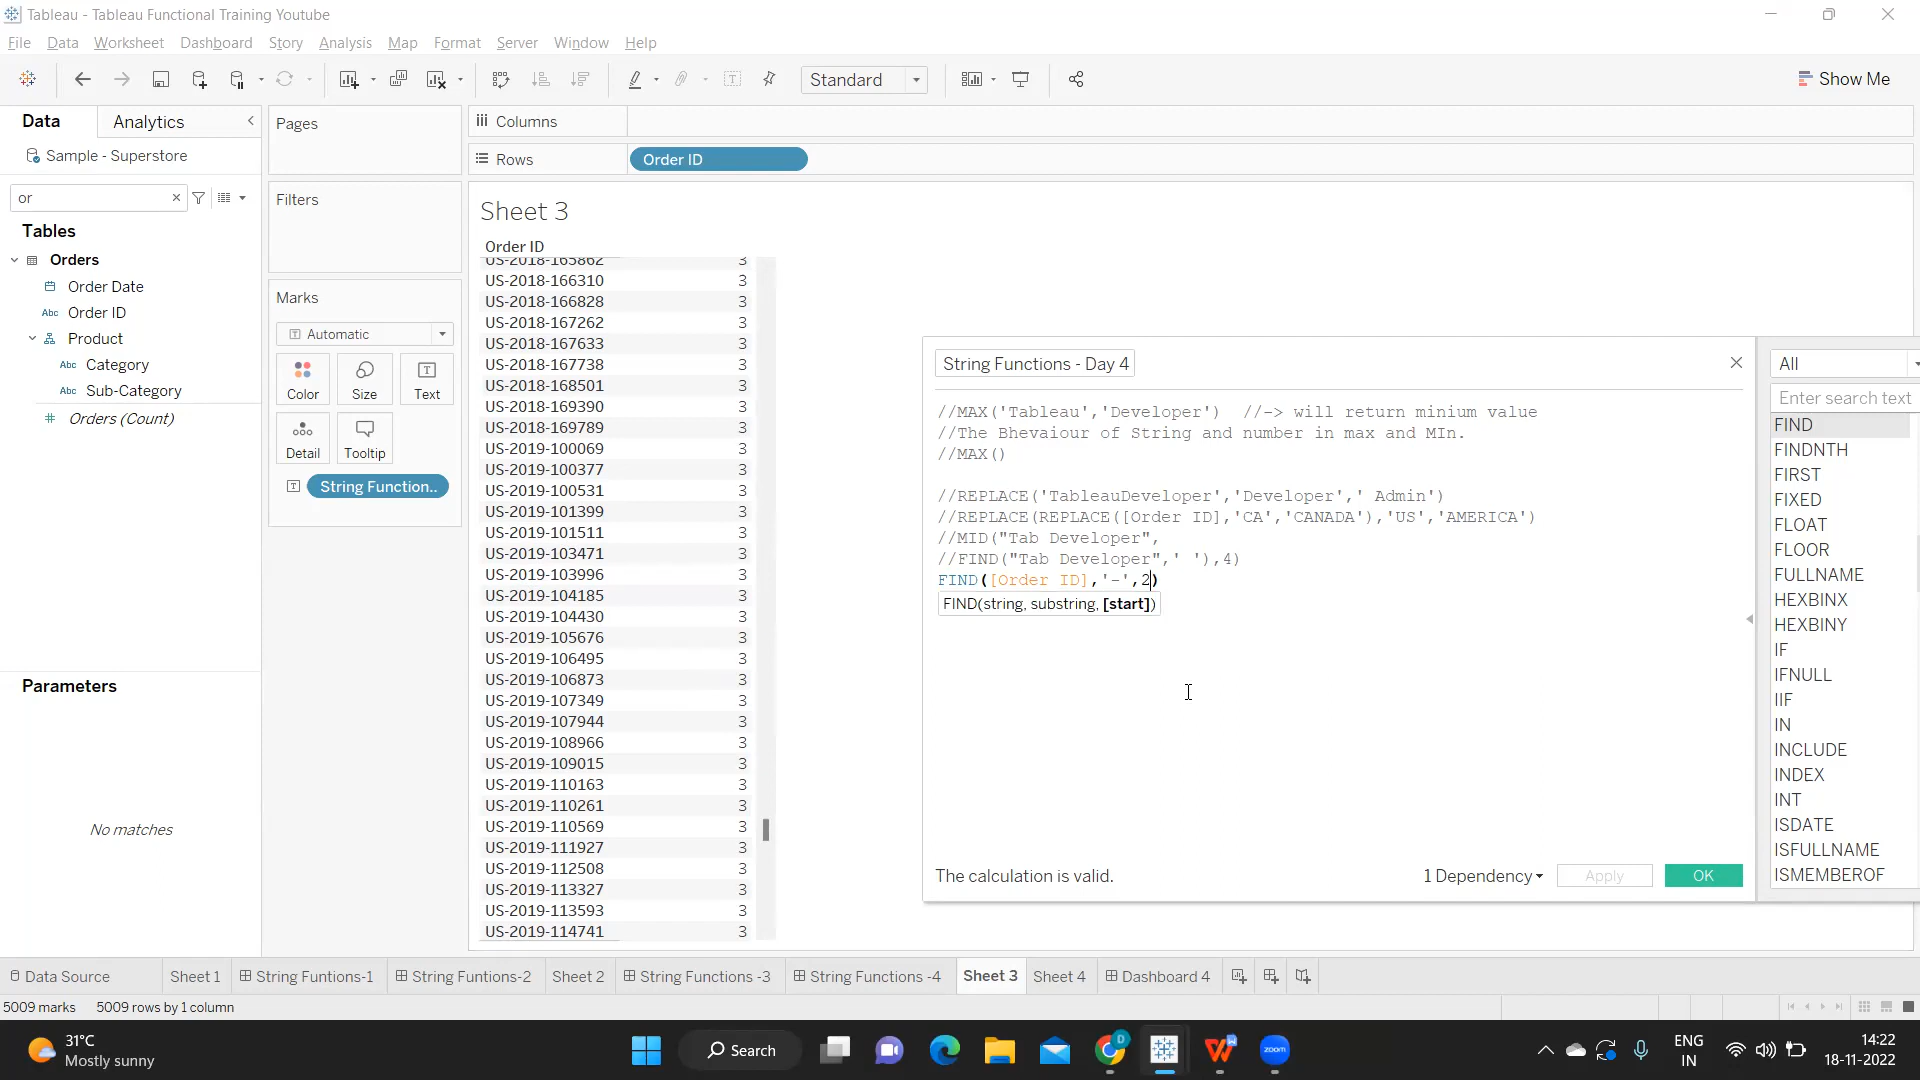 Tableau - Tableau Functional Training Youtube
File Data Worksheet Dashboard Story Analysis Map Format Server Window Help
Standard
Show Me
Data Analytics
Pages
Columns
Sample - Superstore
Rows Order ID
or
Filters
Tables
Orders
Order Date
Abc Order ID
Product
Abc Category
Abc Sub-Category
Orders (Count)
Marks
Automatic
Color Size Text
Detail Tooltip
String Function..
Sheet 3
Order ID
US-2018-165862 3
US-2018-166310 3
US-2018-166828 3
US-2018-167262 3
US-2018-167633 3
US-2018-167738 3
US-2018-168501 3
US-2018-169390 3
US-2018-169789 3
US-2019-100069 3
US-2019-100377 3
US-2019-100531 3
US-2019-101399 3
US-2019-101511 3
US-2019-103471 3
US-2019-103996 3
US-2019-104185 3
US-2019-104430 3
US-2019-105676 3
US-2019-106495 3
US-2019-106873 3
US-2019-107349 3
US-2019-107944 3
US-2019-108966 3
US-2019-109015 3
US-2019-110163 3
US-2019-110261 3
US-2019-110569 3
US-2019-111927 3
US-2019-112508 3
US-2019-113327 3
US-2019-113593 3
US-2019-114741 3
String Functions - Day 4
//MAX('Tableau','Developer') //-> will return minium value
//The Bhevaiour of String and number in max and MIn.
//MAX()
//REPLACE('TableauDeveloper','Developer',' Admin')
//REPLACE(REPLACE([Order ID],'CA','CANADA'),'US','AMERICA')
//MID("Tab Developer",
//FIND("Tab Developer",' '),4)
FIND([Order ID],'-',2)
FIND(string, substring, [start])
The calculation is valid.
1 Dependency
Apply
OK
All
Enter search text
FIND
FINDNTH
FIRST
FIXED
FLOAT
FLOOR
FULLNAME
HEXBINX
HEXBINY
IF
IFNULL
IIF
IN
INCLUDE
INDEX
INT
ISDATE
ISFULLNAME
ISMEMBEROF
Parameters
No matches
Data Source Sheet 1 String Funtions-1 String Funtions-2 Sheet 2 String Functions -3 String Functions -4 Sheet 3 Sheet 4 Dashboard 4
5009 marks 5009 rows by 1 column
31°C
Mostly sunny
Search
D
zoom
ENG
IN
14:22
18-11-2022